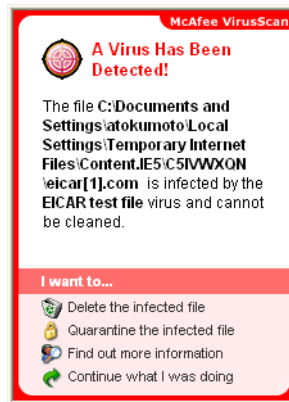 McAfee VirusScan
A Virus Has Been
Detected!
The file C:\Documents and
Settings\atokumoto\Local
Settings\Temporary Internet
Files\Content.IE5\C5IVWXQN
\eicar[1].com is infected by the
EICAR test file virus and cannot
be cleaned.
I want to...
Delete the infected file
Quarantine the infected file
Find out more information
Continue what I was doing